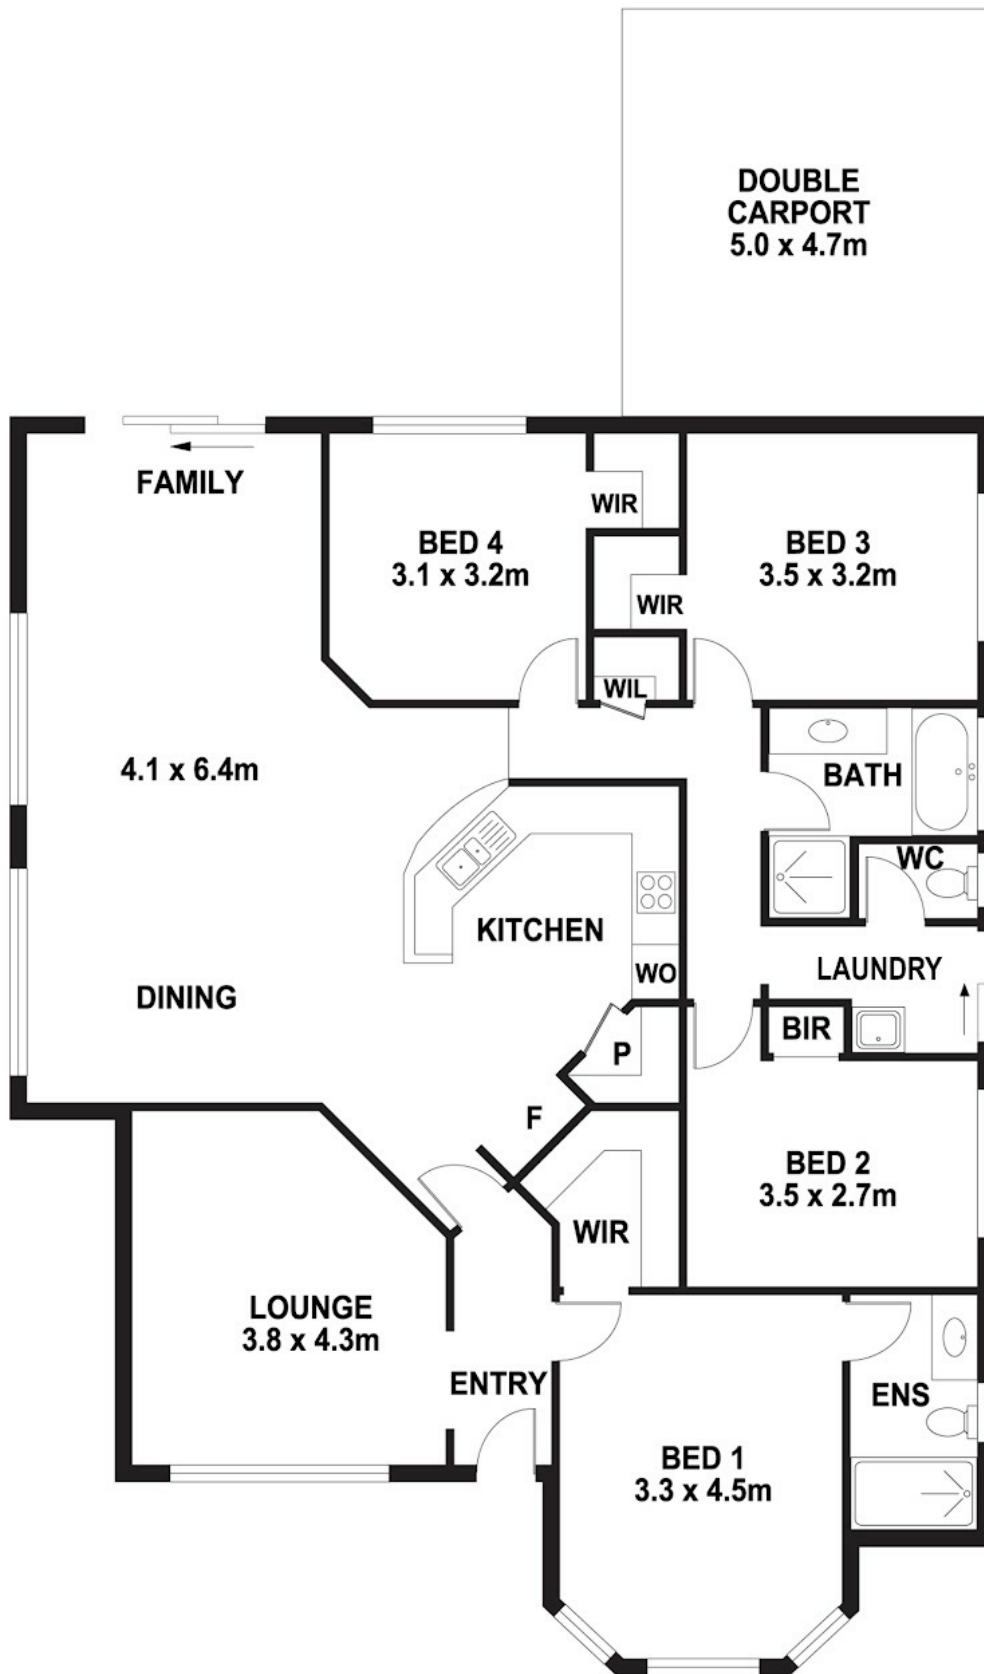 DOUBLE
CARPORT
5.0 x 4.7m
FAMILY
WIR
BED 4
3.1 x 3.2m
BED 3
3.5 x 3.2m
WIR
WIL
4.1 x 6.4m
BATH
WC
KITCHEN
WO
LAUNDRY
DINING
BIR
P
F
BED 2
3.5 x 2.7m
WIR
LOUNGE
3.8 x 4.3m
ENTRY
ENS
BED 1
3.3 x 4.5m